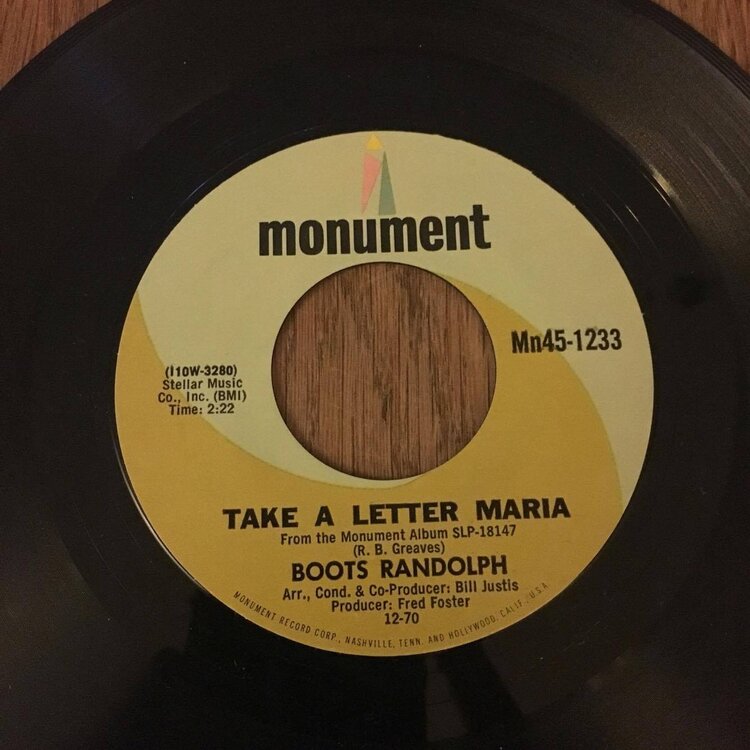 monument
Mn45-1233
(I10W-3280)
Stellar Music
Co., Inc. (BMI)
Time: 2:22
TAKE A LETTER MARIA
From the Monument Album SLP-18147
(R. B. Greaves)
BOOTS RANDOLPH
Arr., Cond. & Co-Producer: Bill Justis
Producer: Fred Foster
12-70
MONUMENT RECORD CORP., NASHVILLE, TENN. AND HOLLYWOOD, CALIF., U.S.A.